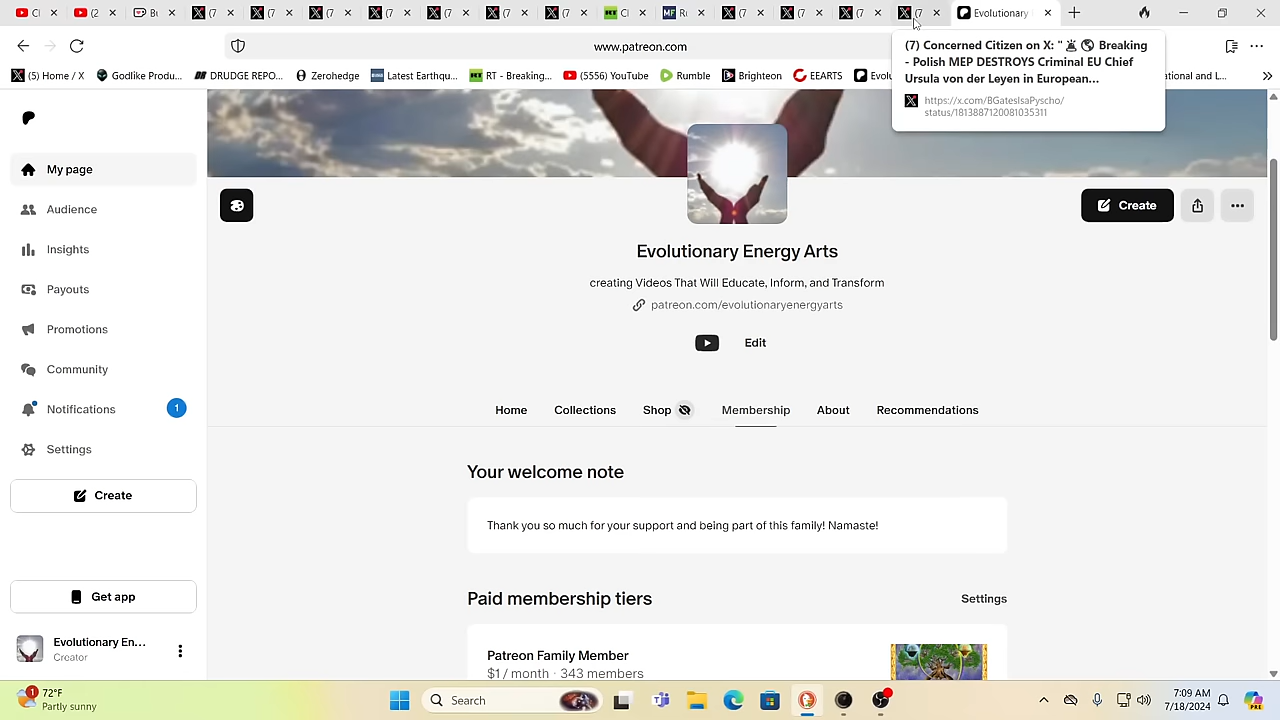 Evolutionary
www.patreon.com
(5) Home / X
Godlike Produ...
DRUDGE REPO...
Zerohedge
Latest Earthqu...
RT - Breaking...
(5556) YouTube
Rumble
Brighteon
EEARTS
(7) Concerned Citizen on X: " 🚨 🌎 Breaking
- Polish MEP DESTROYS Criminal EU Chief
Ursula von der Leyen in European...
https://x.com/BGatesIsaPyscho/
status/1813887120081035311
My page
Audience
Insights
Payouts
Promotions
Community
Notifications
1
Settings
Create
Get app
Evolutionary En...
Creator
Create
Evolutionary Energy Arts
creating Videos That Will Educate, Inform, and Transform
patreon.com/evolutionaryenergyarts
Edit
Home
Collections
Shop
Membership
About
Recommendations
Your welcome note
Thank you so much for your support and being part of this family! Namaste!
Paid membership tiers
Settings
Patreon Family Member
$1 / month · 343 members
1
72°F
Partly sunny
Search
7:09 AM
7/18/2024